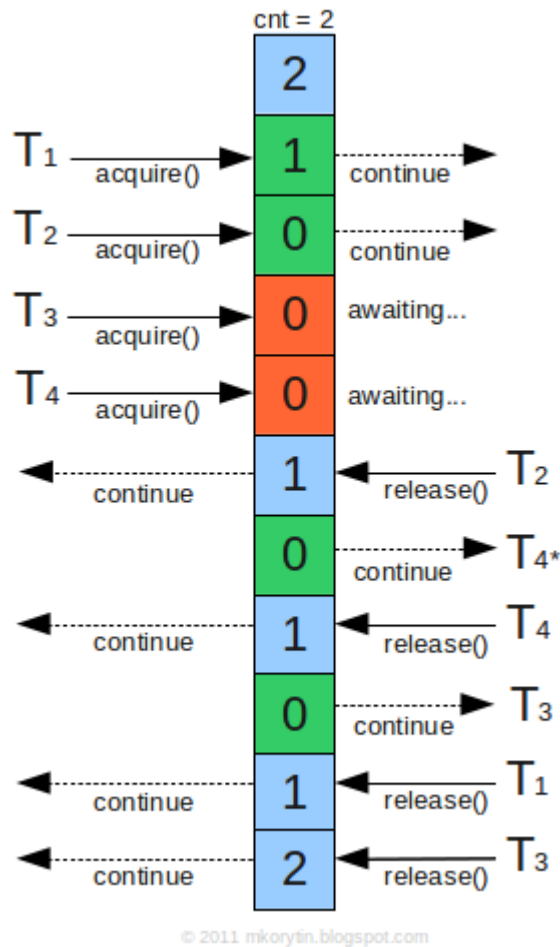 cnt = 2
2
T1 acquire() 1 continue
T2 acquire() 0 continue
T3 acquire() 0 awaiting...
T4 acquire() 0 awaiting...
continue 1 release() T2
0 continue T4*
continue 1 release() T4
0 continue T3
continue 1 release() T1
continue 2 release() T3
© 2011 mkorytin.blogspot.com